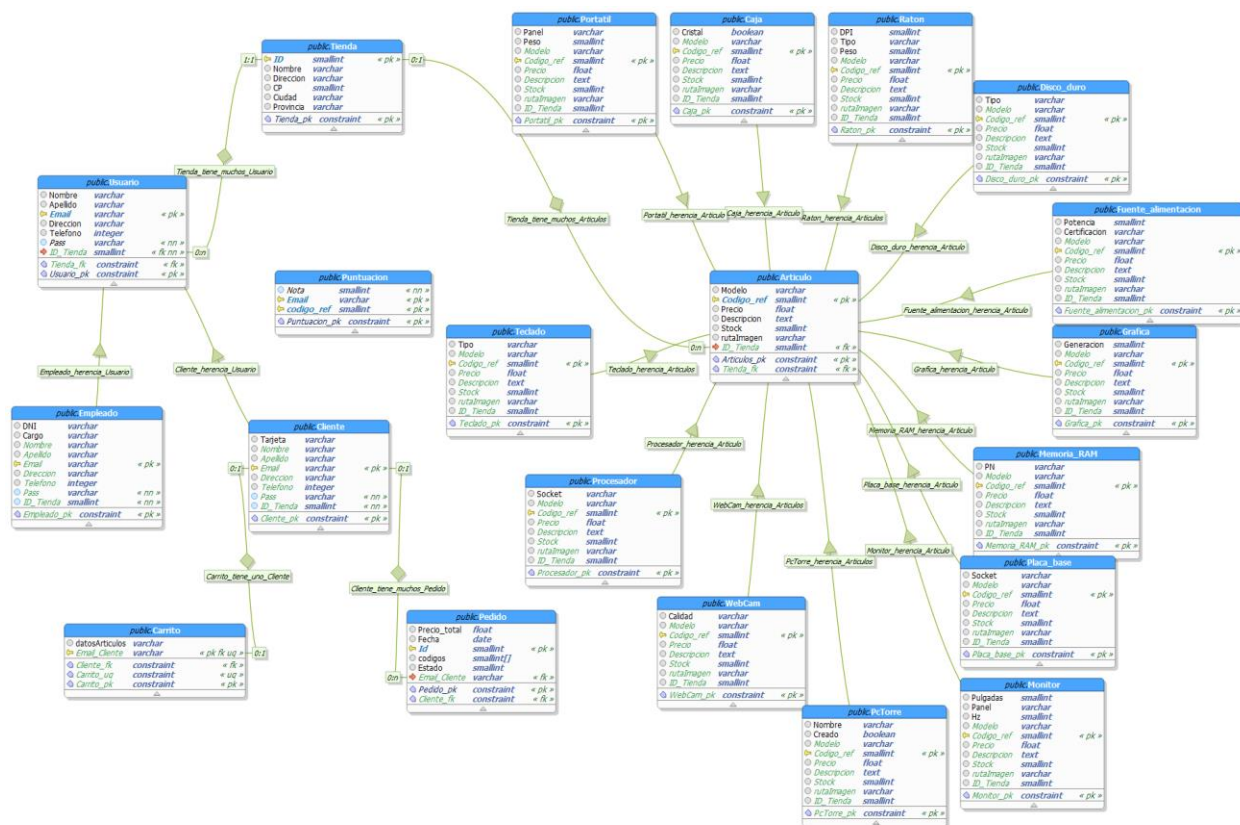 public.Tienda
ID smallint « pk »
Nombre varchar
Direccion varchar
CP smallint
Ciudad varchar
Provincia varchar
Tienda_pk constraint « pk »
1:1
0:1
Tienda_tiene_muchos_Usuario
Tienda_tiene_muchos_Articulos
public.Portatil
Panel varchar
Peso smallint
Modelo varchar
Codigo_ref smallint « pk »
Precio float
Descripcion text
Stock smallint
rutaImagen varchar
ID_Tienda smallint
Portatil_pk constraint « pk »
public.Caja
Cristal boolean
Modelo varchar
Codigo_ref smallint « pk »
Precio float
Descripcion text
Stock smallint
rutaImagen varchar
ID_Tienda smallint
Caja_pk constraint « pk »
public.Raton
DPI smallint
Tipo varchar
Peso smallint
Modelo varchar
Codigo_ref smallint « pk »
Precio float
Descripcion text
Stock smallint
rutaImagen varchar
ID_Tienda smallint
Raton_pk constraint « pk »
public.Disco_duro
Tipo varchar
Modelo varchar
Codigo_ref smallint « pk »
Precio float
Descripcion text
Stock smallint
rutaImagen varchar
ID_Tienda smallint
Disco_duro_pk constraint « pk »
Portatil_herencia_Articulo
Caja_herencia_Articulo
Raton_herencia_Articulos
Disco_duro_herencia_Articulo
public.Usuario
Nombre varchar
Apellido varchar
Email varchar « pk »
Direccion varchar
Telefono integer
Pass varchar « nn »
ID_Tienda smallint « fk nn »
Tienda_fk constraint « fk »
Usuario_pk constraint « pk »
0:n
public.Fuente_alimentacion
Potencia smallint
Certificacion varchar
Modelo varchar
Codigo_ref smallint « pk »
Precio float
Descripcion text
Stock smallint
rutaImagen varchar
ID_Tienda smallint
Fuente_alimentacion_pk constraint « pk »
Fuente_alimentacion_herencia_Articulo
public.Puntuacion
Nota smallint « nn »
Email varchar « pk »
codigo_ref smallint « pk »
Puntuacion_pk constraint « pk »
public.Articulo
Modelo varchar
Codigo_ref smallint « pk »
Precio float
Descripcion text
Stock smallint
rutaImagen varchar
ID_Tienda smallint « fk »
Articulos_pk constraint « pk »
Tienda_fk constraint « fk »
0:n
public.Teclado
Tipo varchar
Modelo varchar
Codigo_ref smallint « pk »
Precio float
Descripcion text
Stock smallint
rutaImagen varchar
ID_Tienda smallint
Teclado_pk constraint « pk »
Teclado_herencia_Articulos
public.Grafica
Generacion smallint
Modelo varchar
Codigo_ref smallint « pk »
Precio float
Descripcion text
Stock smallint
rutaImagen varchar
ID_Tienda smallint
Grafica_pk constraint « pk »
Grafica_herencia_Articulo
Empleado_herencia_Usuario
Cliente_herencia_Usuario
public.Empleado
DNI varchar
Cargo varchar
Nombre varchar
Apellido varchar
Email varchar « pk »
Direccion varchar
Telefono integer
Pass varchar « nn »
ID_Tienda smallint « nn »
Empleado_pk constraint « pk »
public.Cliente
Tarjeta varchar
Nombre varchar
Apellido varchar
Email varchar « pk »
Direccion varchar
Telefono integer
Pass varchar « nn »
ID_Tienda smallint « nn »
Cliente_pk constraint « pk »
0:1
0:1
Procesador_herencia_Articulo
Memoria_RAM_herencia_Articulo
public.Memoria_RAM
PN varchar
Modelo varchar
Codigo_ref smallint « pk »
Precio float
Descripcion text
Stock smallint
rutaImagen varchar
ID_Tienda smallint
Memoria_RAM_pk constraint « pk »
public.Procesador
Socket varchar
Modelo varchar
Codigo_ref smallint « pk »
Precio float
Descripcion text
Stock smallint
rutaImagen varchar
ID_Tienda smallint
Procesador_pk constraint « pk »
Placa_base_herencia_Articulo
WebCam_herencia_Articulos
Monitor_herencia_Articulo
PcTorre_herencia_Articulos
Carrito_tiene_uno_Cliente
Cliente_tiene_muchos_Pedido
public.Placa_base
Socket varchar
Modelo varchar
Codigo_ref smallint « pk »
Precio float
Descripcion text
Stock smallint
rutaImagen varchar
ID_Tienda smallint
Placa_base_pk constraint « pk »
public.WebCam
Calidad varchar
Modelo varchar
Codigo_ref smallint « pk »
Precio float
Descripcion text
Stock smallint
rutaImagen varchar
ID_Tienda smallint
WebCam_pk constraint « pk »
public.Carrito
datosArticulos varchar
Email_Cliente varchar « pk fk uq »
Cliente_fk constraint « fk »
Carrito_uq constraint « uq »
Carrito_pk constraint « pk »
0:1
public.Pedido
Precio_total float
Fecha date
Id smallint « pk »
codigos smallint[]
Estado smallint
Email_Cliente varchar « fk »
Pedido_pk constraint « pk »
Cliente_fk constraint « fk »
0:n
public.Monitor
Pulgadas smallint
Panel varchar
Hz smallint
Modelo varchar
Codigo_ref smallint « pk »
Precio float
Descripcion text
Stock smallint
rutaImagen varchar
ID_Tienda smallint
Monitor_pk constraint « pk »
public.PcTorre
Nombre varchar
Creado boolean
Modelo varchar
Codigo_ref smallint « pk »
Precio float
Descripcion text
Stock smallint
rutaImagen varchar
ID_Tienda smallint
PcTorre_pk constraint « pk »